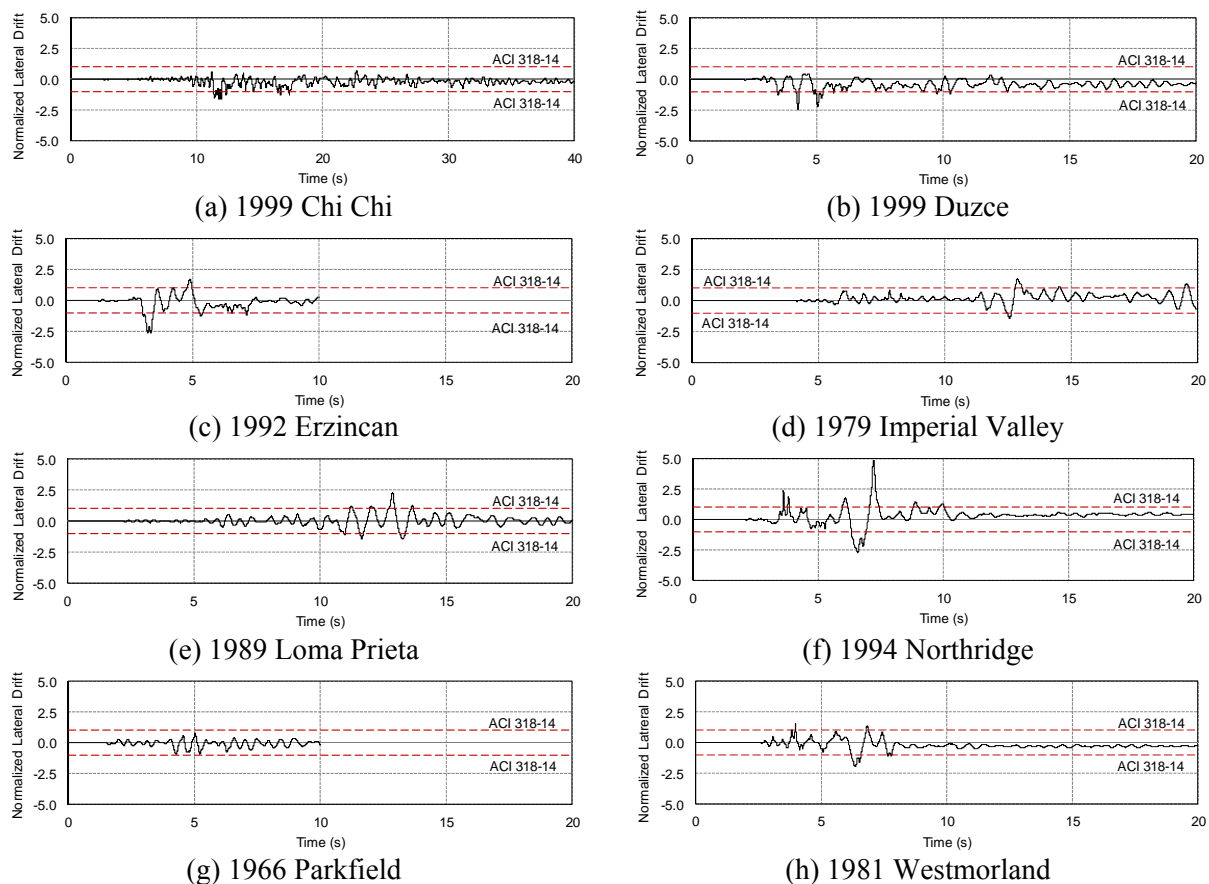 Normalized Lateral Drift
5.0
2.5
0.0
-2.5
-5.0
ACI 318-14
ACI 318-14
0 10 20 30 40
Time (s)
(a) 1999 Chi Chi
Normalized Lateral Drift
5.0
2.5
0.0
-2.5
-5.0
ACI 318-14
ACI 318-14
0 5 10 15 20
Time (s)
(b) 1999 Duzce
Normalized Lateral Drift
5.0
2.5
0.0
-2.5
-5.0
ACI 318-14
ACI 318-14
0 5 10 15 20
Time (s)
(c) 1992 Erzincan
Normalized Lateral Drift
5.0
2.5
0.0
-2.5
-5.0
ACI 318-14
ACI 318-14
0 5 10 15 20
Time (s)
(d) 1979 Imperial Valley
Normalized Lateral Drift
5.0
2.5
0.0
-2.5
-5.0
ACI 318-14
ACI 318-14
0 5 10 15 20
Time (s)
(e) 1989 Loma Prieta
Normalized Lateral Drift
5.0
2.5
0.0
-2.5
-5.0
ACI 318-14
ACI 318-14
0 5 10 15 20
Time (s)
(f) 1994 Northridge
Normalized Latreral Drift
5.0
2.5
0.0
-2.5
-5.0
ACI 318-14
ACI 318-14
0 5 10 15 20
Time (s)
(g) 1966 Parkfield
Normalized Lateral Drift
5.0
2.5
0.0
-2.5
-5.0
ACI 318-14
ACI 318-14
0 5 10 15 20
Time (s)
(h) 1981 Westmorland